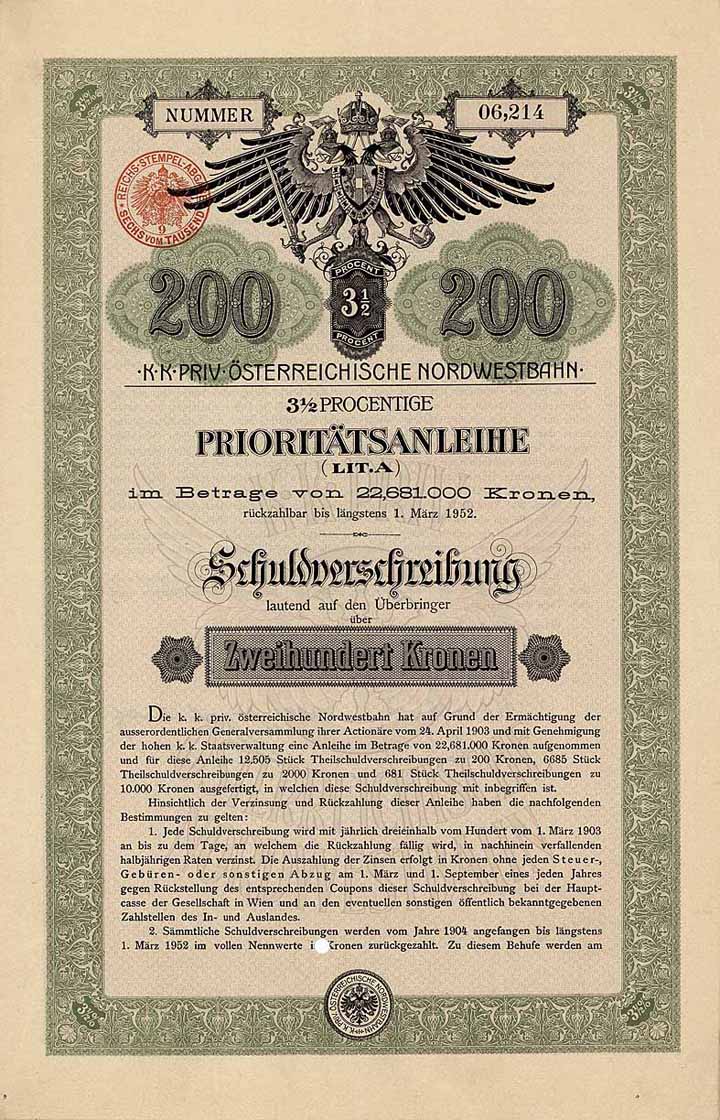 NUMMER
06,214
REICHS-STEMPEL-ABG
SECHS VOM TAUSEND
9
200
PROCENT
3½
PROCENT
200
·K·K·PRIV·ÖSTERREICHISCHE NORDWESTBAHN·
3½ PROCENTIGE
PRIORITÄTSANLEIHE
(LIT.A)
im Betrage von 22,681.000 Kronen,
rückzahlbar bis längstens 1. März 1952.
Schuldverschreibung
lautend auf den Überbringer
über
Zweihundert Kronen
Die k. k. priv. österreichische Nordwestbahn hat auf Grund der Ermächtigung der
ausserordentlichen Generalversammlung ihrer Actionäre vom 24. April 1903 und mit Genehmigung
der hohen k. k. Staatsverwaltung eine Anleihe im Betrage von 22,681.000 Kronen aufgenommen
und für diese Anleihe 12.505 Stück Theilschuldverschreibungen zu 200 Kronen, 6685 Stück
Theilschuldverschreibungen zu 2000 Kronen und 681 Stück Theilschuldverschreibungen zu
10.000 Kronen ausgefertigt, in welchen diese Schuldverschreibung mit inbegriffen ist.
Hinsichtlich der Verzinsung und Rückzahlung dieser Anleihe haben die nachfolgenden
Bestimmungen zu gelten:
1. Jede Schuldverschreibung wird mit jährlich dreieinhalb vom Hundert vom 1. März 1903
an bis zu dem Tage, an welchem die Rückzahlung fällig wird, in nachhinein verfallenden
halbjährigen Raten verzinst. Die Auszahlung der Zinsen erfolgt in Kronen ohne jeden Steuer-,
Gebüren- oder sonstigen Abzug am 1. März und 1. September eines jeden Jahres
gegen Rückstellung des entsprechenden Coupons dieser Schuldverschreibung bei der Haupt-
casse der Gesellschaft in Wien und an den eventuellen sonstigen öffentlich bekanntgegebenen
Zahlstellen des In- und Auslandes.
2. Sämmtliche Schuldverschreibungen werden vom Jahre 1904 angefangen bis längstens
1. März 1952 im vollen Nennwerte i Kronen zurückgezahlt. Zu diesem Behufe werden am
K.K. PRIV. ÖSTERREICHISCHE NORDWESTBAHN